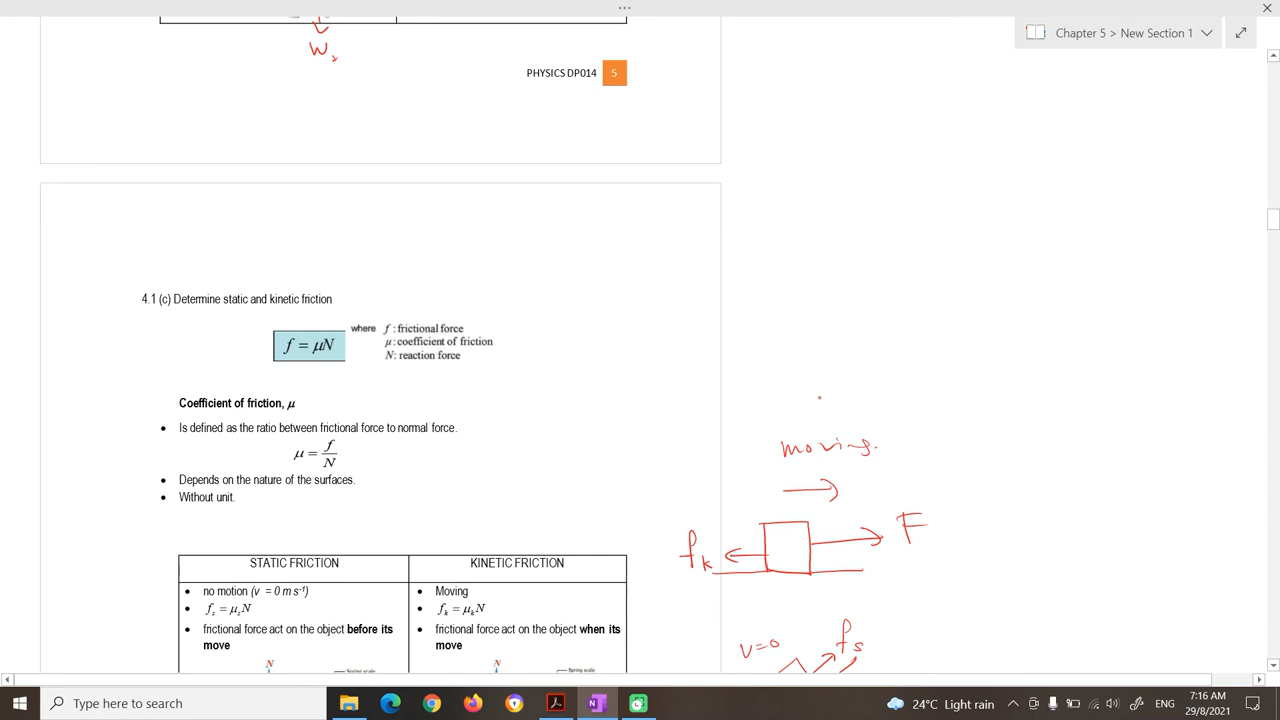 Chapter 5 > New Section 1
W
PHYSICS DP014 5
4.1 (c) Determine static and kinetic friction
f = μN
where f : frictional force
μ: coefficient of friction
N: reaction force
Coefficient of friction, μ
• Is defined as the ratio between frictional force to normal force.
μ = f/N
• Depends on the nature of the surfaces.
• Without unit.
moving.
F
fk
STATIC FRICTION
• no motion (v = 0 m s-1)
• fs = μsN
• frictional force act on the object before its
move
N
Spring scale
KINETIC FRICTION
• Moving
• fk = μkN
• frictional force act on the object when its
move
N
Spring scale
v=0
fs
Type here to search
24°C Light rain
ENG
7:16 AM
29/8/2021